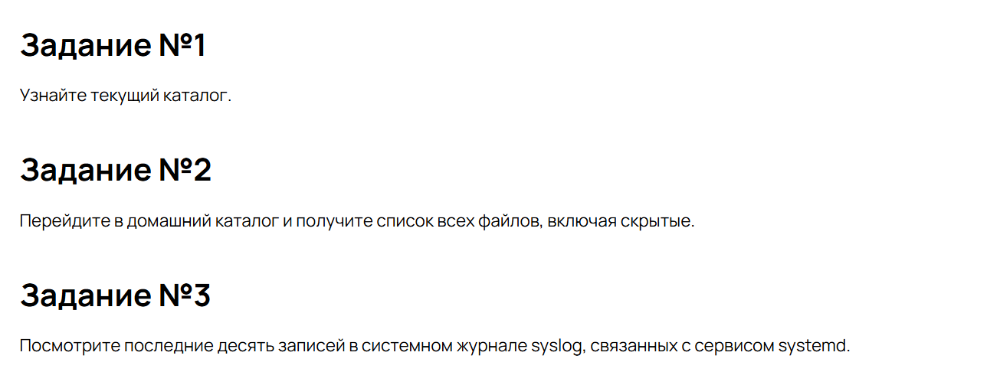 Задание №1
Узнайте текущий каталог.
Задание №2
Перейдите в домашний каталог и получите список всех файлов, включая скрытые.
Задание №3
Посмотрите последние десять записей в системном журнале syslog, связанных с сервисом systemd.